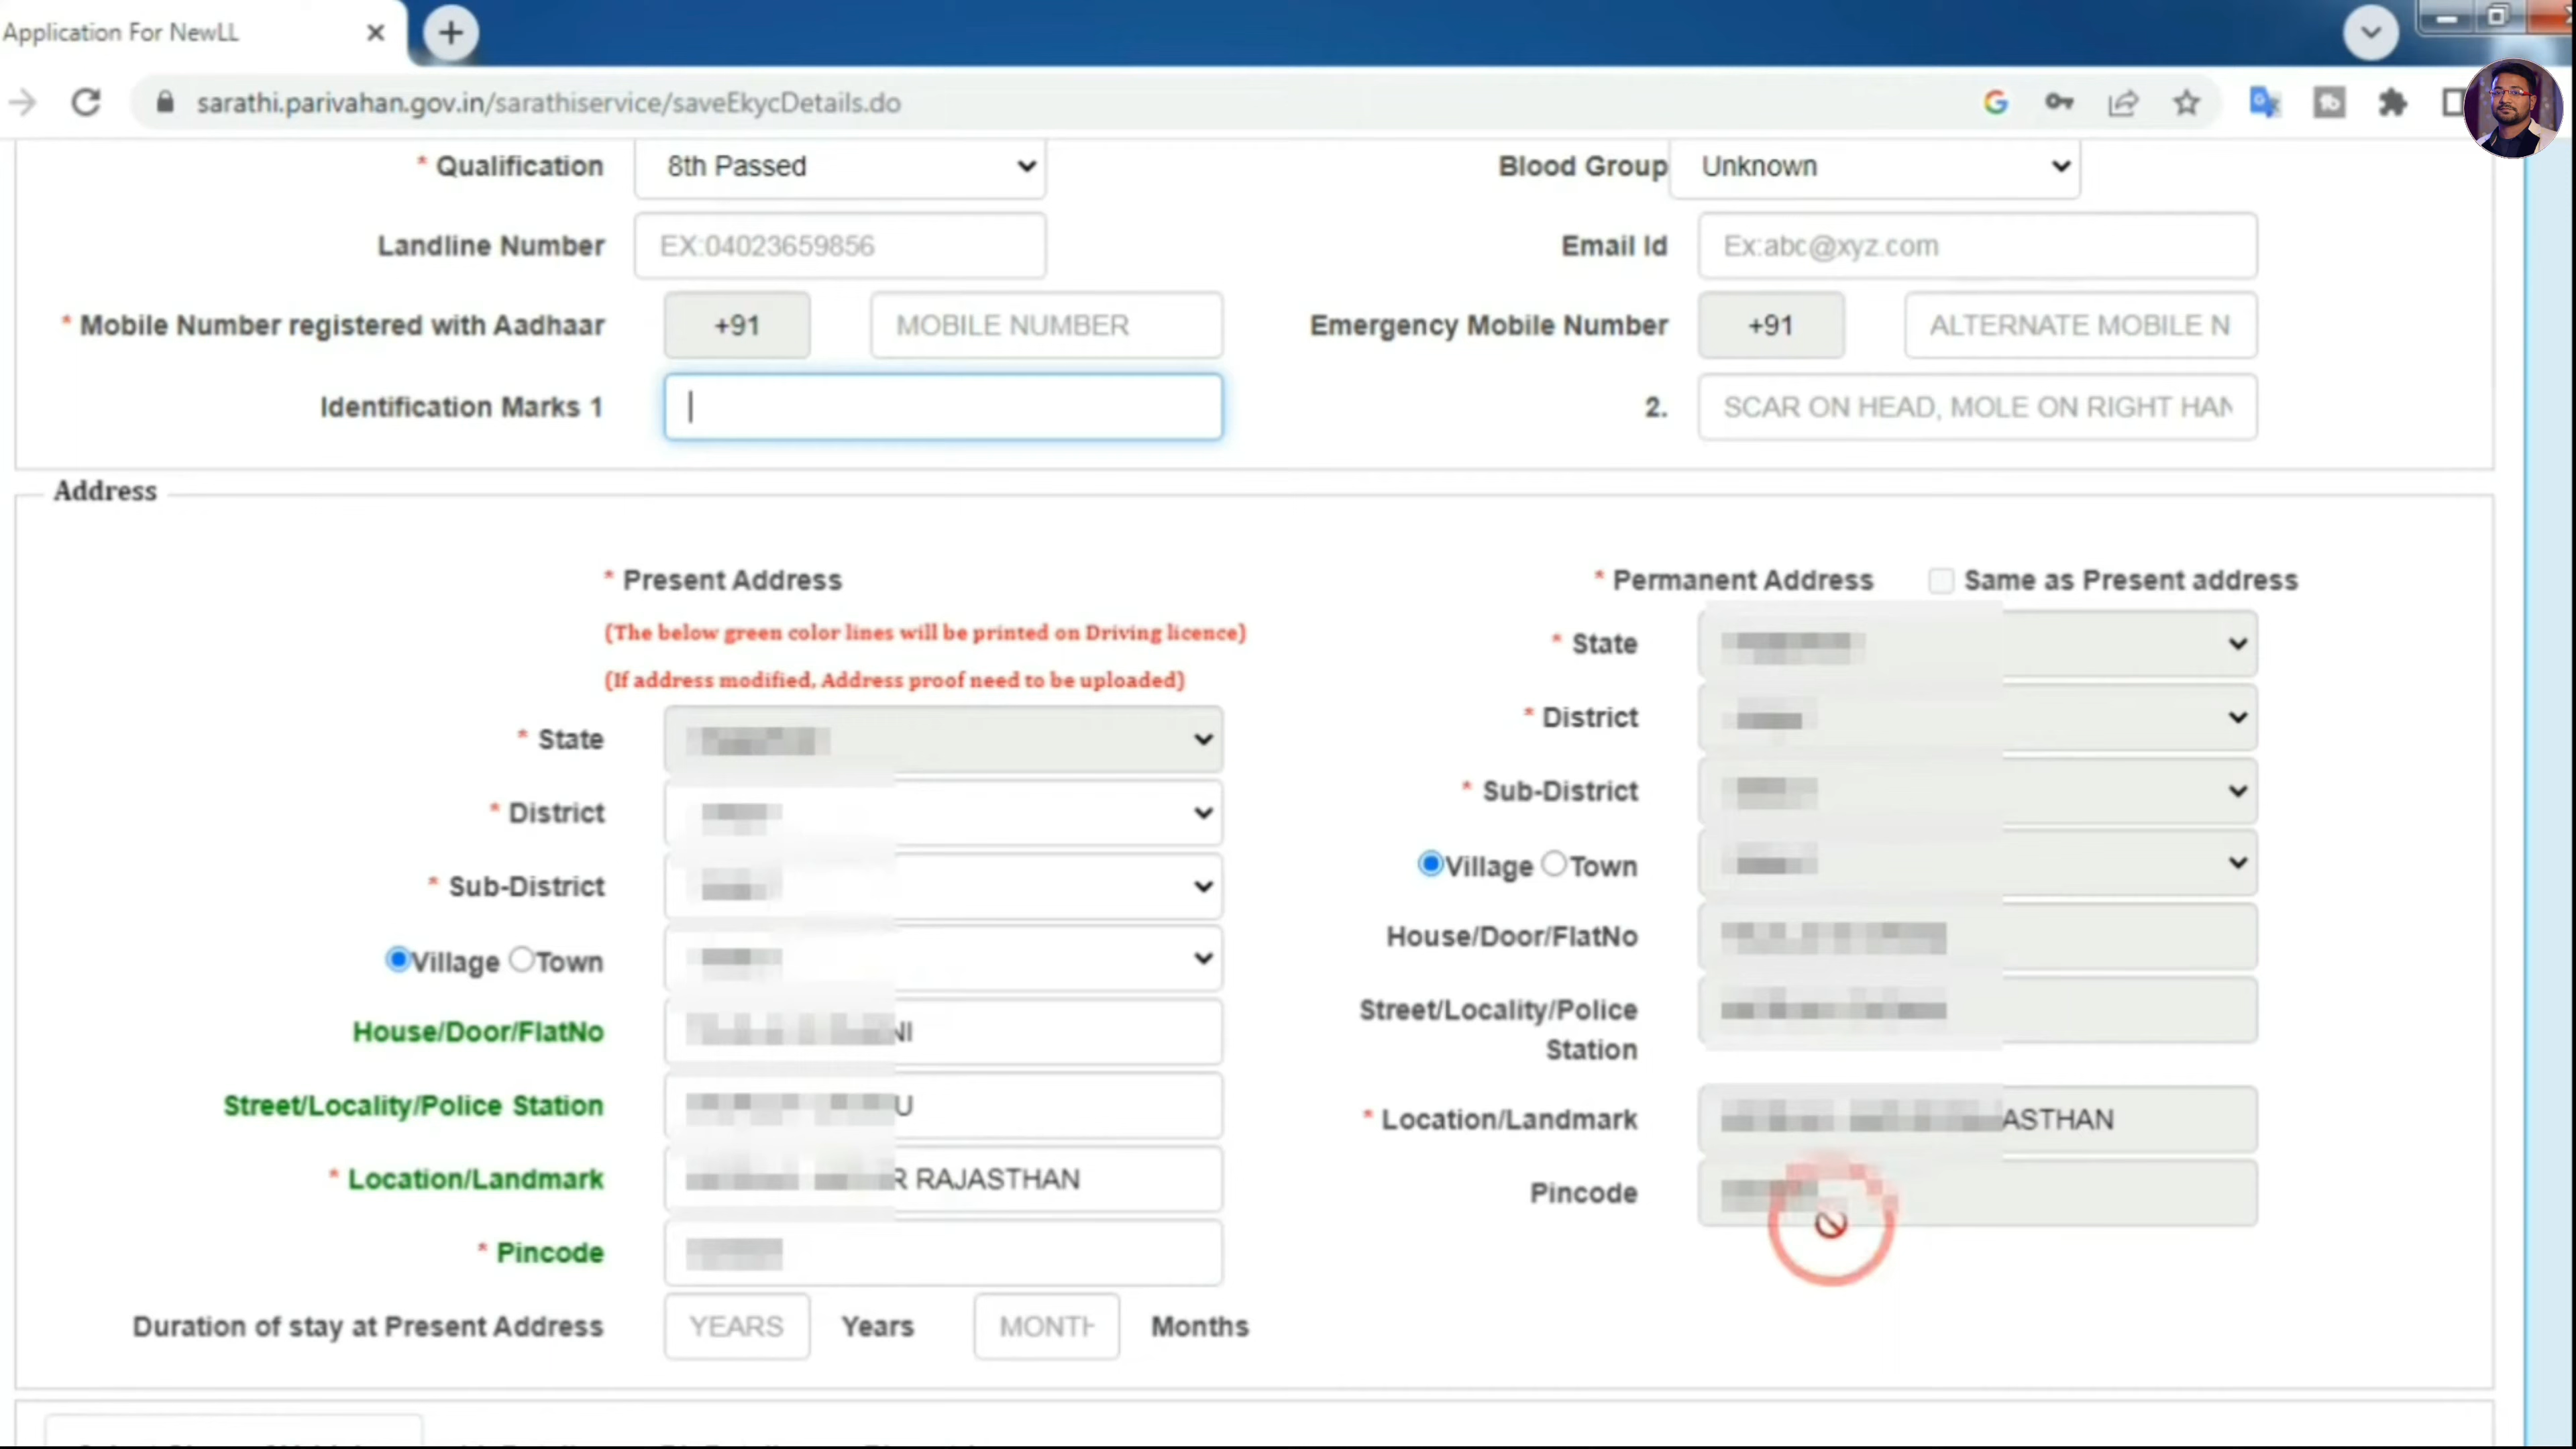 Application For NewLL
sarathi.parivahan.gov.in/sarathiservice/saveEkycDetails.do
* Qualification 8th Passed Blood Group Unknown
Landline Number EX:04023659856 Email Id Ex:abc@xyz.com
* Mobile Number registered with Aadhaar +91 MOBILE NUMBER Emergency Mobile Number +91 ALTERNATE MOBILE N
Identification Marks 1 2. SCAR ON HEAD, MOLE ON RIGHT HAN
Address
* Present Address
(The below green color lines will be printed on Driving licence)
(If address modified, Address proof need to be uploaded)
* State
* District
* Sub-District
Village Town
House/Door/FlatNo NI
Street/Locality/Police Station U
* Location/Landmark R RAJASTHAN
* Pincode
Duration of stay at Present Address YEARS Years MONTH Months
* Permanent Address Same as Present address
* State
* District
* Sub-District
Village Town
House/Door/FlatNo
Street/Locality/Police
Station
* Location/Landmark ASTHAN
Pincode